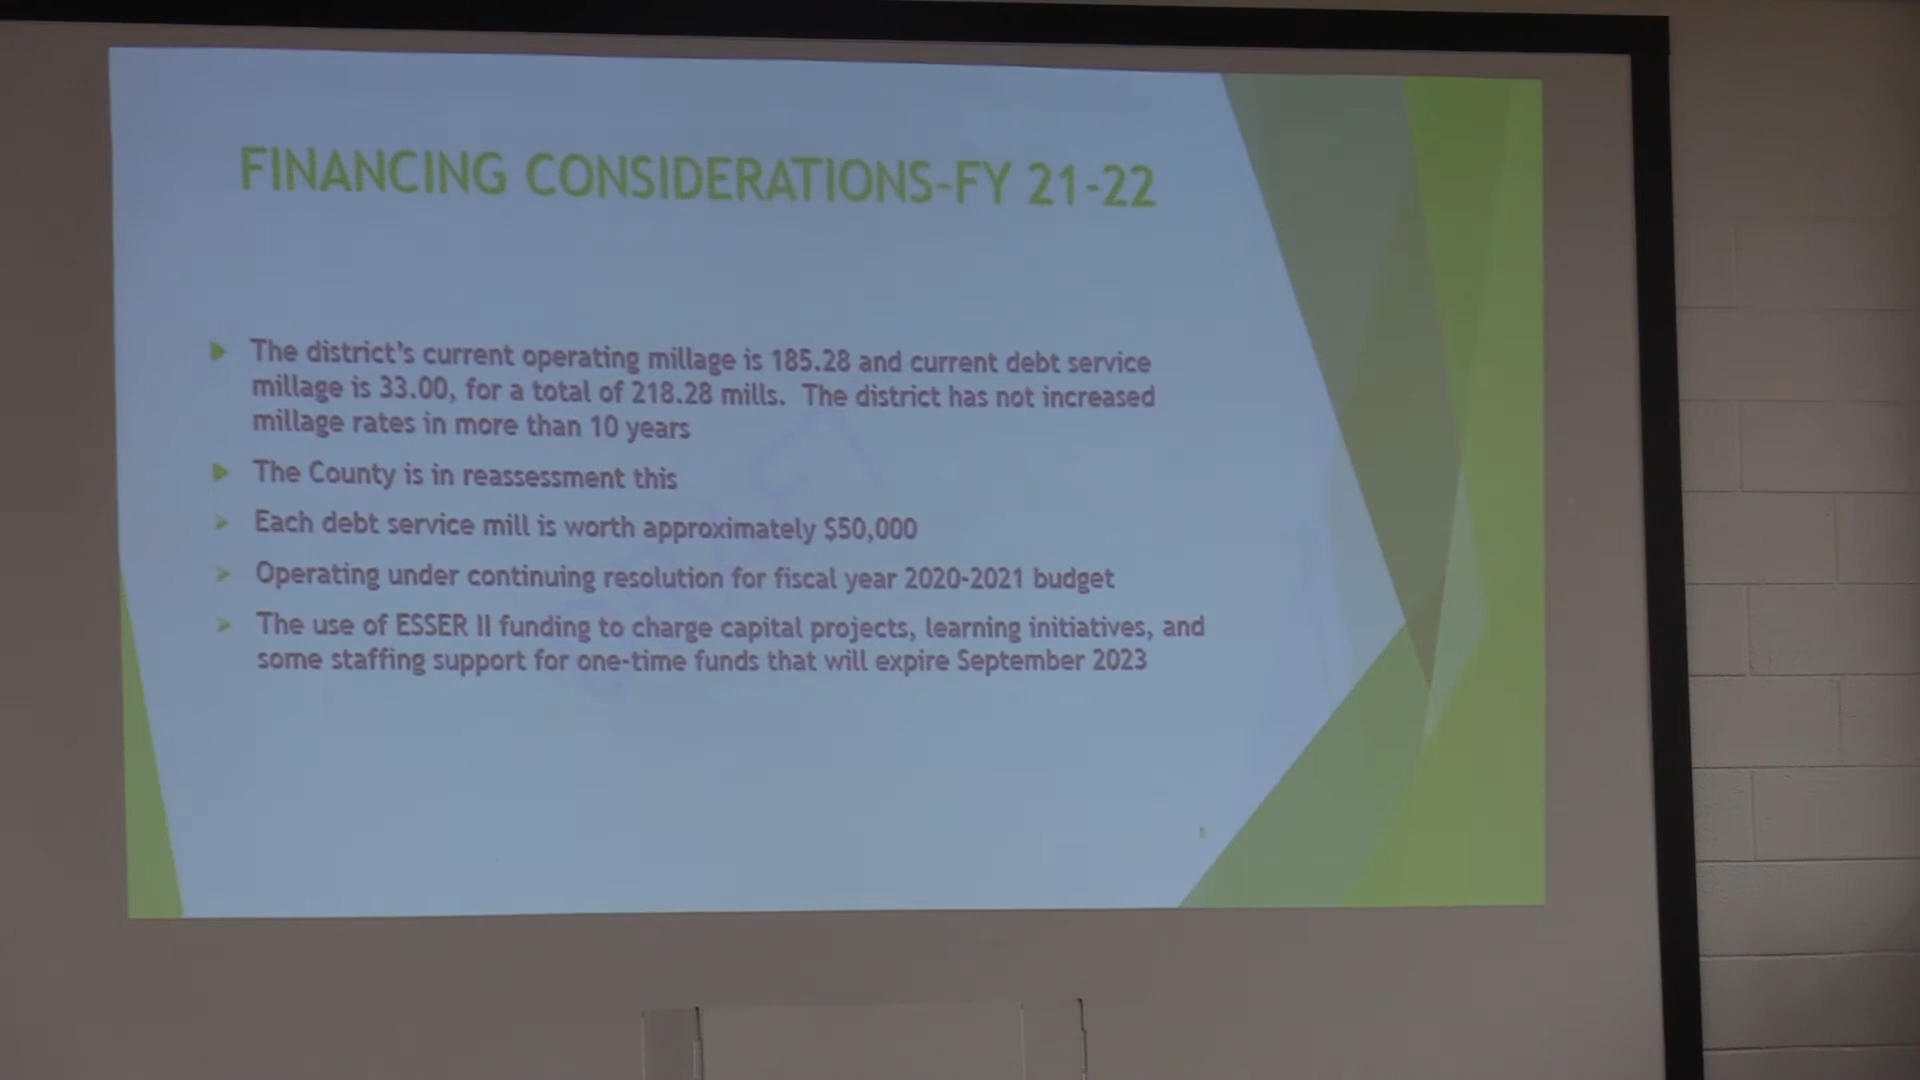 FINANCING CONSIDERATIONS-FY 21-22
The district's current operating millage is 185.28 and current debt service
millage is 33.00, for a total of 218.28 mills. The district has not increased
millage rates in more than 10 years
The County is in reassessment this
Each debt service mill is worth approximately $50,000
Operating under continuing resolution for fiscal year 2020-2021 budget
The use of ESSER II funding to charge capital projects, learning initiatives, and
some staffing support for one-time funds that will expire September 2023